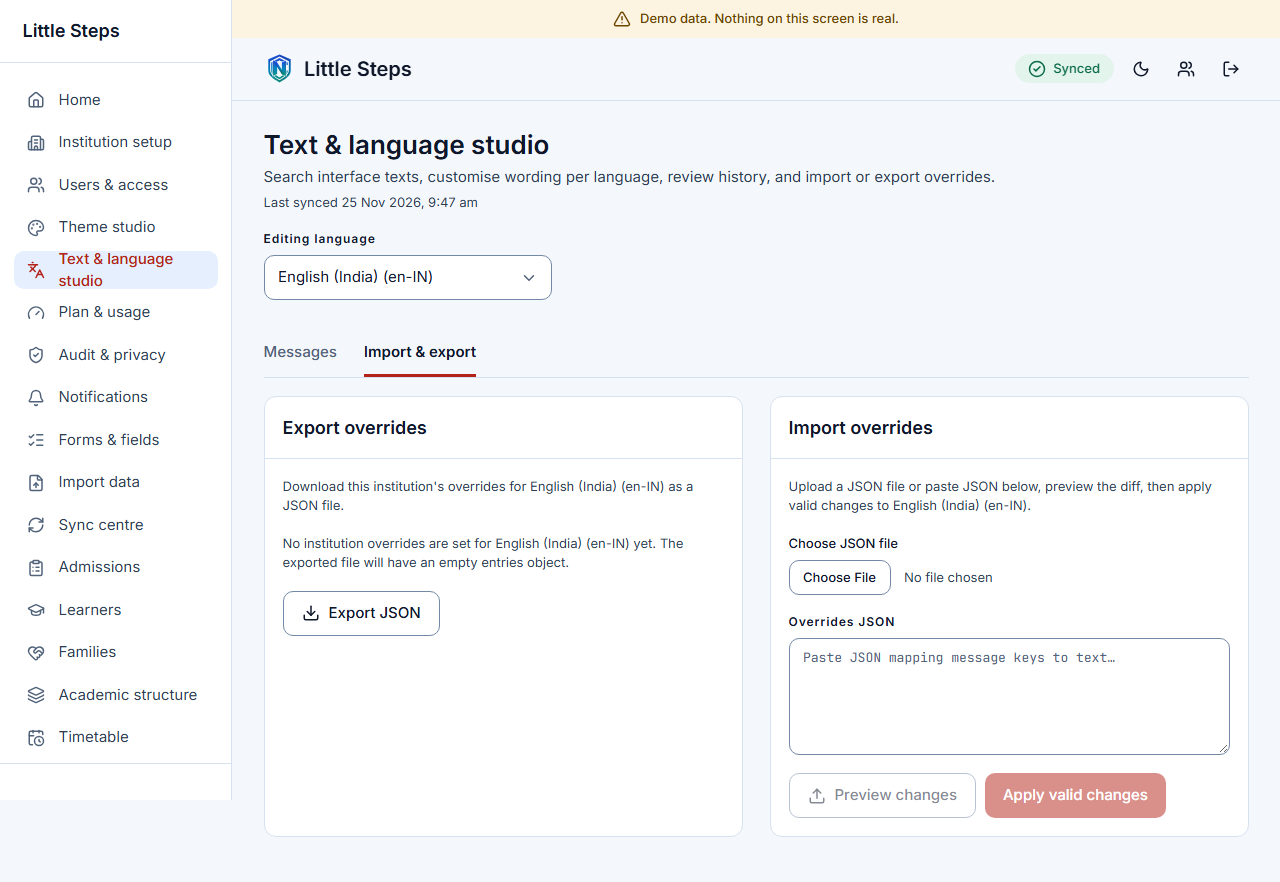 Little Steps
Home
Institution setup
Users & access
Theme studio
Text & language
studio
Plan & usage
Audit & privacy
Notifications
Forms & fields
Import data
Sync centre
Admissions
Learners
Families
Academic structure
Timetable
Demo data. Nothing on this screen is real.
Little Steps
Synced
Text & language studio
Search interface texts, customise wording per language, review history, and import or export overrides.
Last synced 25 Nov 2026, 9:47 am
Editing language
English (India) (en-IN)
Messages
Import & export
Export overrides
Download this institution's overrides for English (India) (en-IN) as a
JSON file.
No institution overrides are set for English (India) (en-IN) yet. The
exported file will have an empty entries object.
Export JSON
Import overrides
Upload a JSON file or paste JSON below, preview the diff, then apply
valid changes to English (India) (en-IN).
Choose JSON file
Choose File No file chosen
Overrides JSON
Paste JSON mapping message keys to text…
Preview changes
Apply valid changes